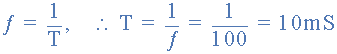 f = 1/T, ∴ T = 1/f = 1/100 = 10mS